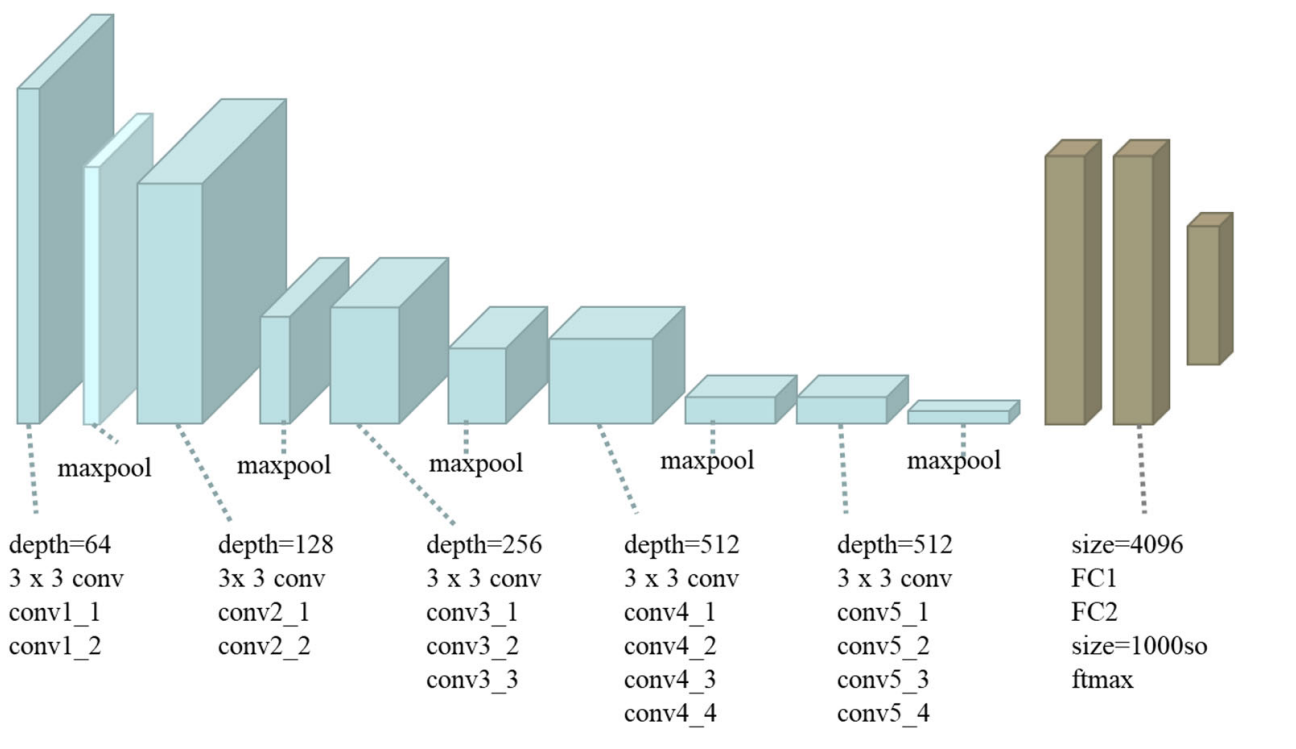 maxpool
maxpool
maxpool
maxpool
maxpool
depth=64
3 x 3 conv
conv1_1
conv1_2
depth=128
3x 3 conv
conv2_1
conv2_2
depth=256
3 x 3 conv
conv3_1
conv3_2
conv3_3
depth=512
3 x 3 conv
conv4_1
conv4_2
conv4_3
conv4_4
depth=512
3 x 3 conv
conv5_1
conv5_2
conv5_3
conv5_4
size=4096
FC1
FC2
size=1000so
ftmax